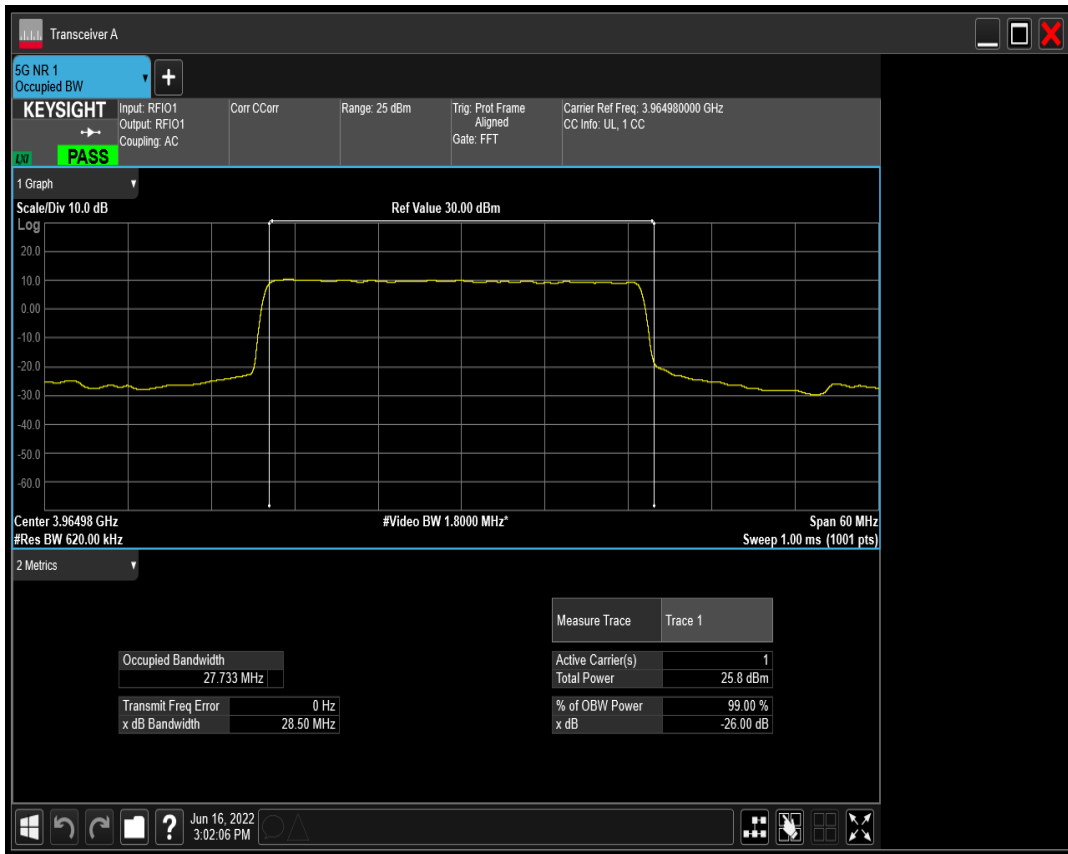 Transceiver A
5G NR 1
Occupied BW
KEYSIGHT
LXI
PASS
Input: RFIO1
Output: RFIO1
Coupling: AC
Corr CCorr
Range: 25 dBm
Trig: Prot Frame
Aligned
Gate: FFT
Carrier Ref Freq: 3.964980000 GHz
CC Info: UL, 1 CC
1 Graph
Scale/Div 10.0 dB
Ref Value 30.00 dBm
Log
20.0
10.0
0.00
-10.0
-20.0
-30.0
-40.0
-50.0
-60.0
Center 3.96498 GHz
#Video BW 1.8000 MHz*
Span 60 MHz
#Res BW 620.00 kHz
Sweep 1.00 ms (1001 pts)
2 Metrics
Measure Trace Trace 1
Occupied Bandwidth
27.733 MHz
Active Carrier(s) 1
Total Power 25.8 dBm
Transmit Freq Error 0 Hz
x dB Bandwidth 28.50 MHz
% of OBW Power 99.00 %
x dB -26.00 dB
?
Jun 16, 2022
3:02:06 PM